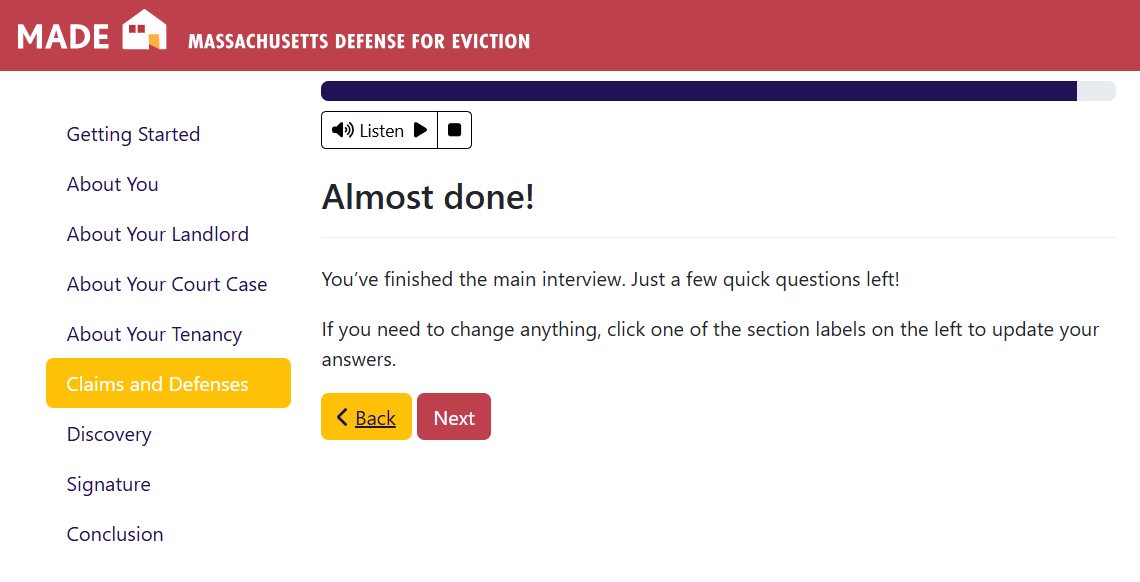 MADE
MASSACHUSETTS DEFENSE FOR EVICTION
Getting Started
About You
About Your Landlord
About Your Court Case
About Your Tenancy
Claims and Defenses
Discovery
Signature
Conclusion
Listen
Almost done!
You’ve finished the main interview. Just a few quick questions left!
If you need to change anything, click one of the section labels on the left to update your
answers.
Back
Next